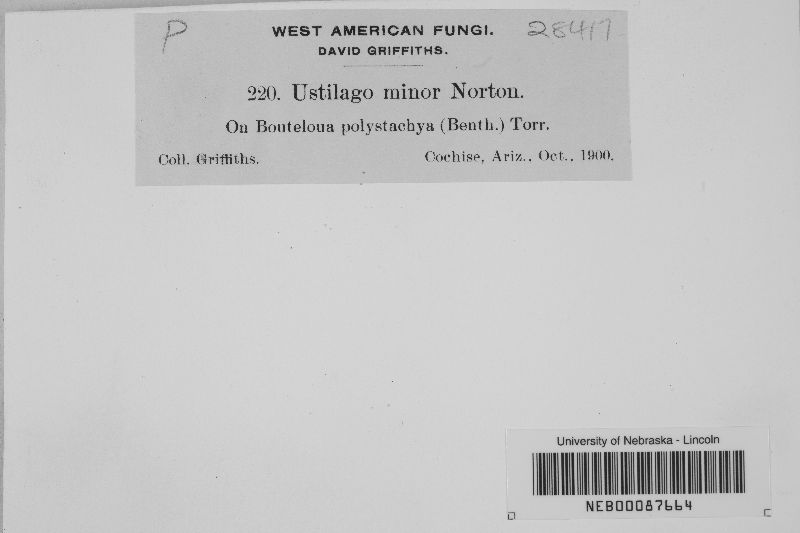 P
WEST AMERICAN FUNGI. 28417
DAVID GRIFFITHS.
220. Ustilago minor Norton.
On Bouteloua polystachya (Benth.) Torr.
Coll. Griffiths. Cochise, Ariz., Oct., 1900.
University of Nebraska - Lincoln
NEB00087664